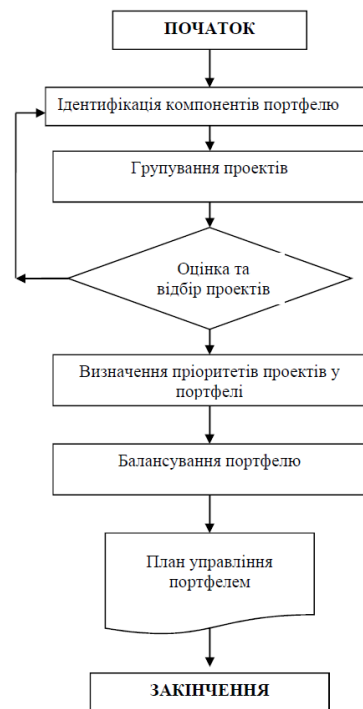 ПОЧАТОК
Ідентифікація компонентів портфелю
Групування проектів
Оцінка та
відбір проектів
Визначення пріоритетів проектів у
портфелі
Балансування портфелю
План управління
портфелем
ЗАКІНЧЕННЯ